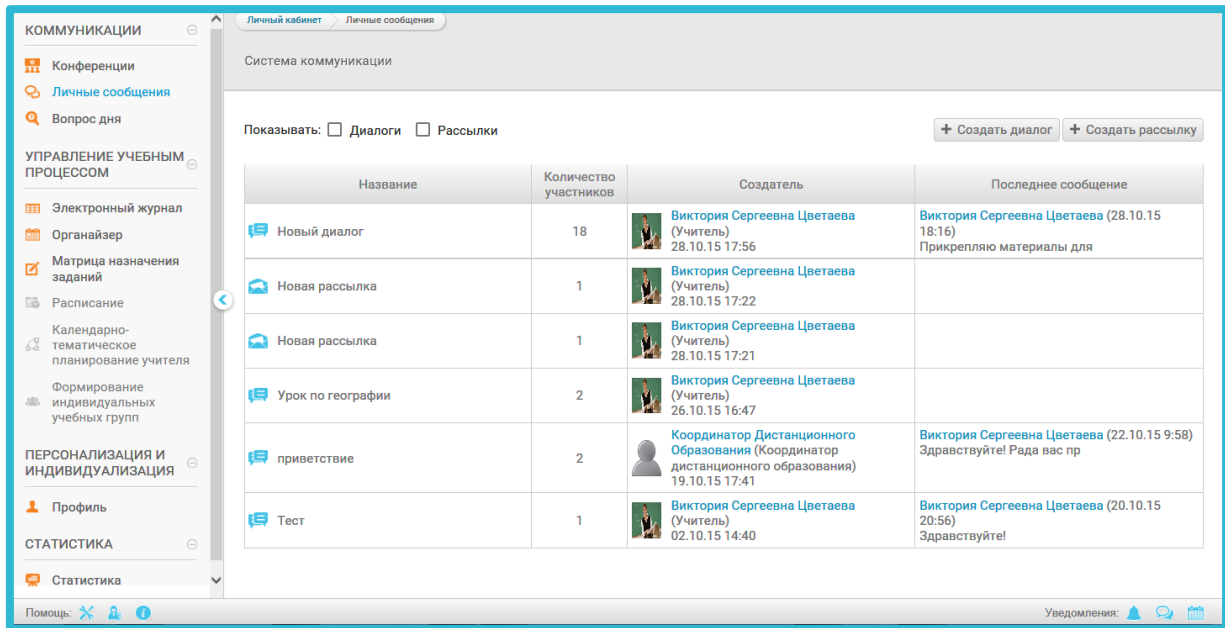 КОММУНИКАЦИИ
Конференции
Личные сообщения
Вопрос дня
УПРАВЛЕНИЕ УЧЕБНЫМ
ПРОЦЕССОМ
Электронный журнал
Органайзер
Матрица назначения
заданий
Расписание
Календарно-
тематическое
планирование учителя
Формирование
индивидуальных
учебных групп
ПЕРСОНАЛИЗАЦИЯ И
ИНДИВИДУАЛИЗАЦИЯ
Профиль
СТАТИСТИКА
Статистика
Личный кабинет Личные сообщения
Система коммуникации
Показывать: Диалоги Рассылки
+ Создать диалог + Создать рассылку
Название Количество участников Создатель Последнее сообщение
Новый диалог 18
Виктория Сергеевна Цветаева
(Учитель)
28.10.15 17:56
Виктория Сергеевна Цветаева (28.10.15
18:16)
Прикрепляю материалы для
Новая рассылка 1
Виктория Сергеевна Цветаева
(Учитель)
28.10.15 17:22
Новая рассылка 1
Виктория Сергеевна Цветаева
(Учитель)
28.10.15 17:21
Урок по географии 2
Виктория Сергеевна Цветаева
(Учитель)
26.10.15 16:47
приветствие 2
Координатор Дистанционного
Образования (Координатор
дистанционного образования)
19.10.15 17:41
Виктория Сергеевна Цветаева (22.10.15 9:58)
Здравствуйте! Рада вас пр
Тест 1
Виктория Сергеевна Цветаева
(Учитель)
02.10.15 14:40
Виктория Сергеевна Цветаева (20.10.15
20:56)
Здравствуйте!
Помощь:
Уведомления: